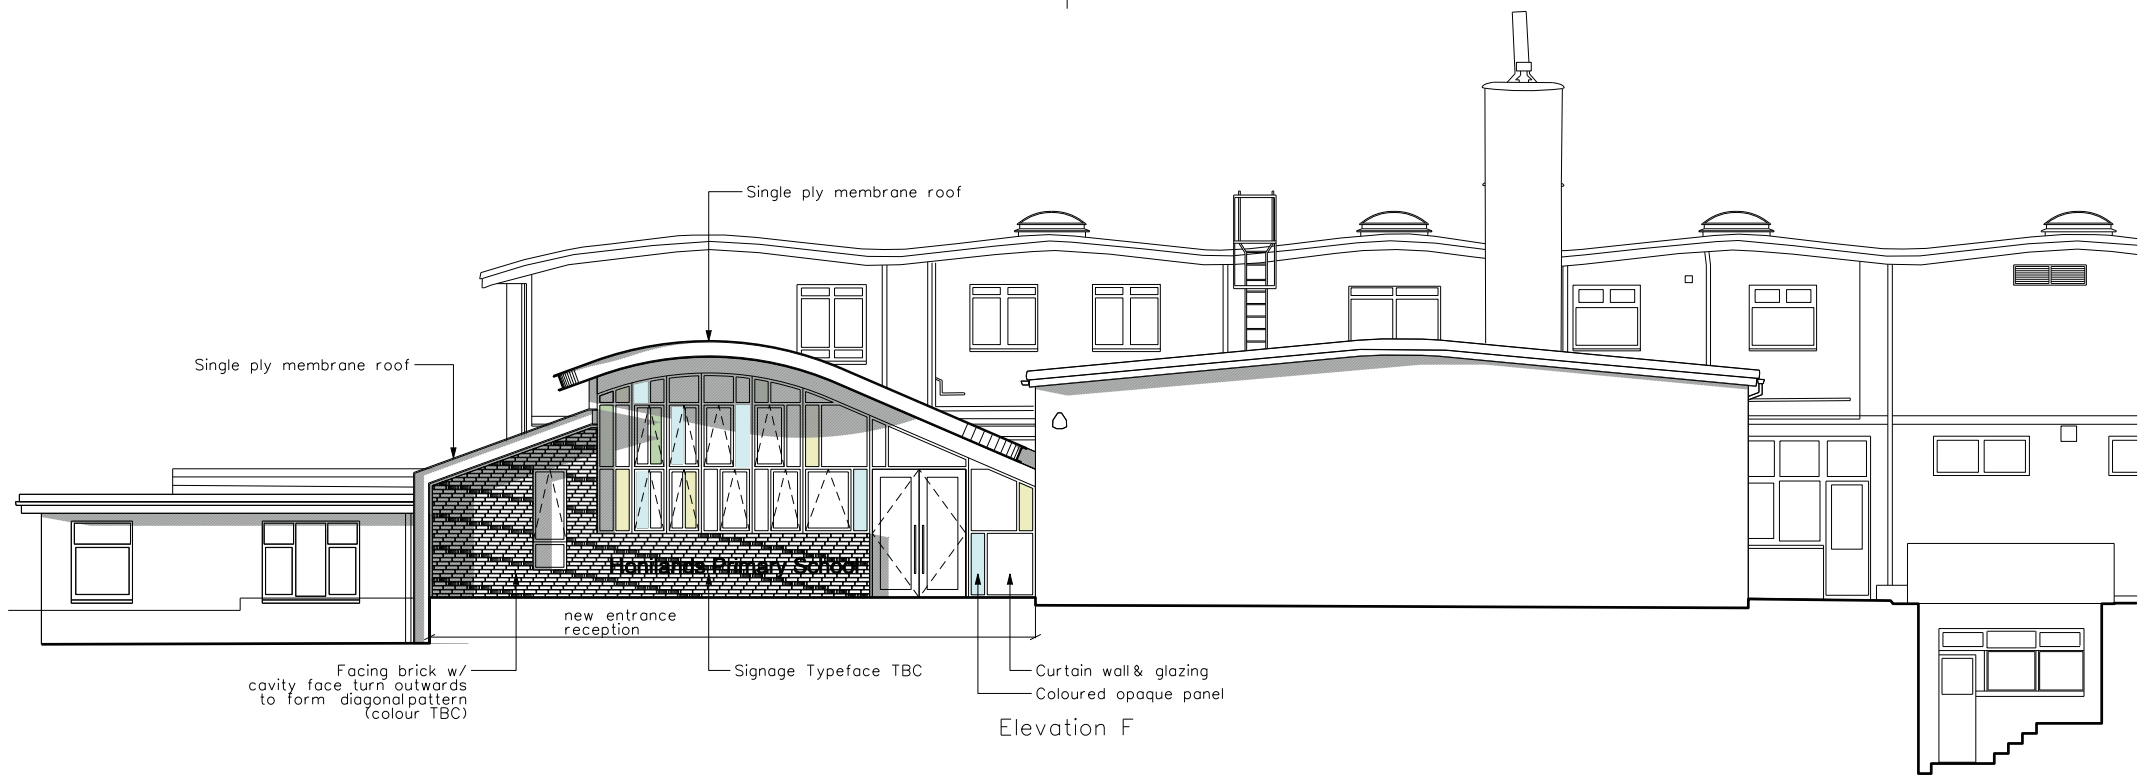 Single ply membrane roof
Single ply membrane roof
Honilands Primary School
new entrance
reception
Facing brick w/
cavity face turn outwards
to form diagonal pattern
(colour TBC)
Signage Typeface TBC
Curtain wall & glazing
Coloured opaque panel
Elevation F